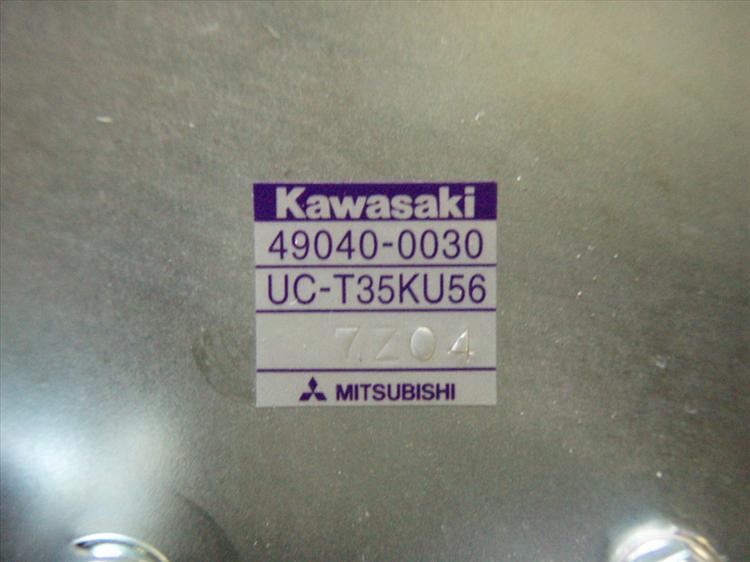 Kawasaki
49040-0030
UC-T35KU56
7Z04
MITSUBISHI